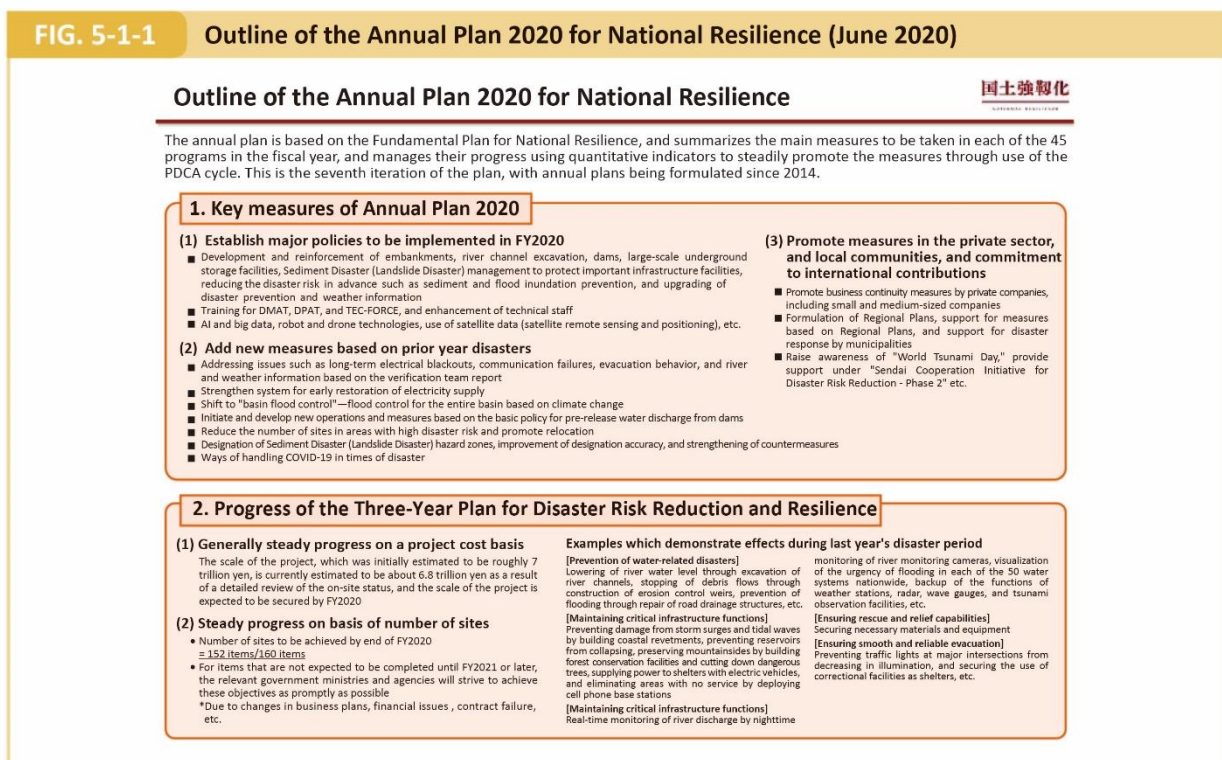 FIG. 5-1-1
Outline of the Annual Plan 2020 for National Resilience (June 2020)
Outline of the Annual Plan 2020 for National Resilience
国土強靱化
NATIONAL RESILIENCE
The annual plan is based on the Fundamental Plan for National Resilience, and summarizes the main measures to be taken in each of the 45
programs in the fiscal year, and manages their progress using quantitative indicators to steadily promote the measures through use of the
PDCA cycle. This is the seventh iteration of the plan, with annual plans being formulated since 2014.
1. Key measures of Annual Plan 2020
(1) Establish major policies to be implemented in FY2020
■ Development and reinforcement of embankments, river channel excavation, dams, large-scale underground
storage facilities, Sediment Disaster (Landslide Disaster) management to protect important infrastructure facilities,
reducing the disaster risk in advance such as sediment and flood inundation prevention, and upgrading of
disaster prevention and weather information
■ Training for DMAT, DPAT, and TEC-FORCE, and enhancement of technical staff
■ AI and big data, robot and drone technologies, use of satellite data (satellite remote sensing and positioning), etc.
(2) Add new measures based on prior year disasters
■ Addressing issues such as long-term electrical blackouts, communication failures, evacuation behavior, and river
and weather information based on the verification team report
■ Strengthen system for early restoration of electricity supply
■ Shift to "basin flood control"—flood control for the entire basin based on climate change
■ Initiate and develop new operations and measures based on the basic policy for pre-release water discharge from dams
■ Reduce the number of sites in areas with high disaster risk and promote relocation
■ Designation of Sediment Disaster (Landslide Disaster) hazard zones, improvement of designation accuracy, and strengthening of countermeasures
■ Ways of handling COVID-19 in times of disaster
(3) Promote measures in the private sector,
and local communities, and commitment
to international contributions
■ Promote business continuity measures by private companies,
including small and medium-sized companies
■ Formulation of Regional Plans, support for measures
based on Regional Plans, and support for disaster
response by municipalities
■ Raise awareness of "World Tsunami Day," provide
support under "Sendai Cooperation Initiative for
Disaster Risk Reduction - Phase 2" etc.
2. Progress of the Three-Year Plan for Disaster Risk Reduction and Resilience
(1) Generally steady progress on a project cost basis
The scale of the project, which was initially estimated to be roughly 7
trillion yen, is currently estimated to be about 6.8 trillion yen as a result
of a detailed review of the on-site status, and the scale of the project is
expected to be secured by FY2020
(2) Steady progress on basis of number of sites
• Number of sites to be achieved by end of FY2020
= 152 items/160 items
• For items that are not expected to be completed until FY2021 or later,
the relevant government ministries and agencies will strive to achieve
these objectives as promptly as possible
*Due to changes in business plans, financial issues , contract failure,
etc.
Examples which demonstrate effects during last year's disaster period
[Prevention of water-related disasters]
Lowering of river water level through excavation of
river channels, stopping of debris flows through
construction of erosion control weirs, prevention of
flooding through repair of road drainage structures, etc.
[Maintaining critical infrastructure functions]
Preventing damage from storm surges and tidal waves
by building coastal revetments, preventing reservoirs
from collapsing, preserving mountainsides by building
forest conservation facilities and cutting down dangerous
trees, supplying power to shelters with electric vehicles,
and eliminating areas with no service by deploying
cell phone base stations
[Maintaining critical infrastructure functions]
Real-time monitoring of river discharge by nighttime
monitoring of river monitoring cameras, visualization
of the urgency of flooding in each of the 50 water
systems nationwide, backup of the functions of
weather stations, radar, wave gauges, and tsunami
observation facilities, etc.
[Ensuring rescue and relief capabilities]
Securing necessary materials and equipment
[Ensuring smooth and reliable evacuation]
Preventing traffic lights at major intersections from
decreasing in illumination, and securing the use of
correctional facilities as shelters, etc.